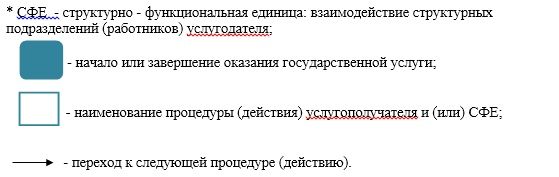 * СФЕ - структурно - функциональная единица: взаимодействие структурных
подразделений (работников) услугодателя;
- начало или завершение оказания государственной услуги;
- наименование процедуры (действия) услугополучателя и (или) СФЕ;
- переход к следующей процедуре (действию).